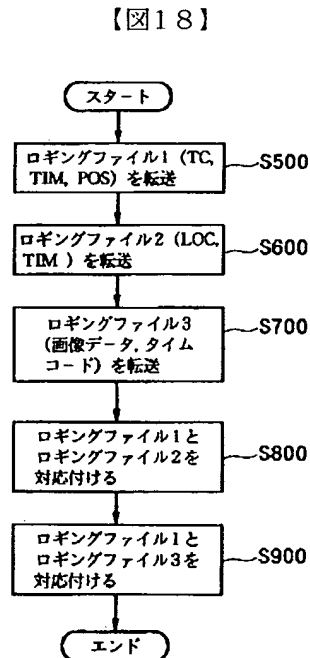 【図18】
スタート
ロギングファイル1 (TC,
TIM, POS) を転送
S500
ロギングファイル2 (LOC,
TIM ) を転送
S600
ロギングファイル3
(画像データ, タイム
コード) を転送
S700
ロギングファイル1と
ロギングファイル2を
対応付ける
S800
ロギングファイル1と
ロギングファイル3を
対応付ける
S900
エンド